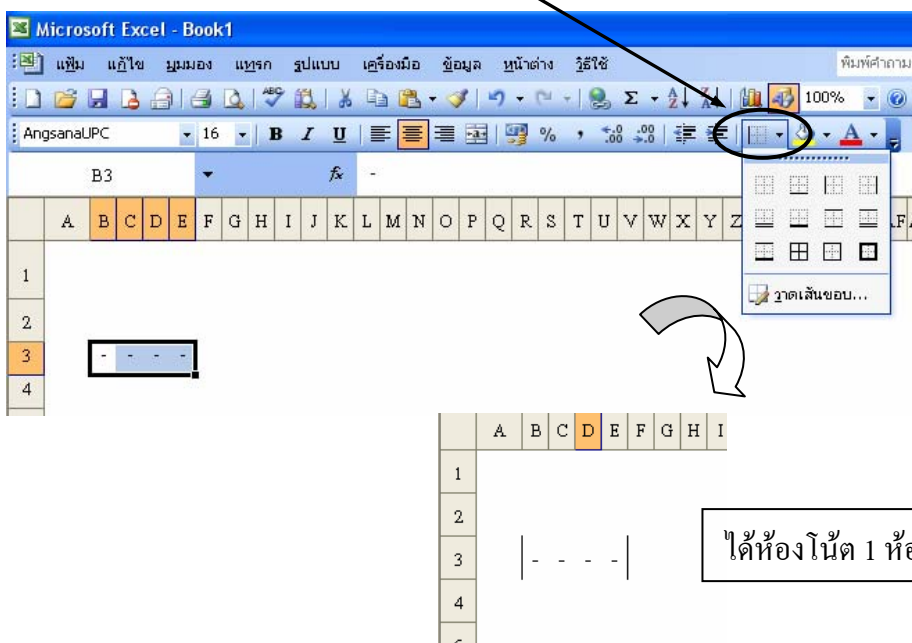 Microsoft Excel - Book1
แฟ้ม แก้ไข มุมมอง แทรก รูปแบบ เครื่องมือ ข้อมูล หน้าต่าง วิธีใช้ พิมพ์คำถาม
ABC Σ 100%
AngsanaUPC 16 B I U % , A
B3 fx -
A B C D E F G H I J K L M N O P Q R S T U V W X Y Z
1
2
3 - - - -
4
วาดเส้นขอบ...
A B C D E F G H I
1
2
3 - - - -
4
ได้ห้องโน้ต 1